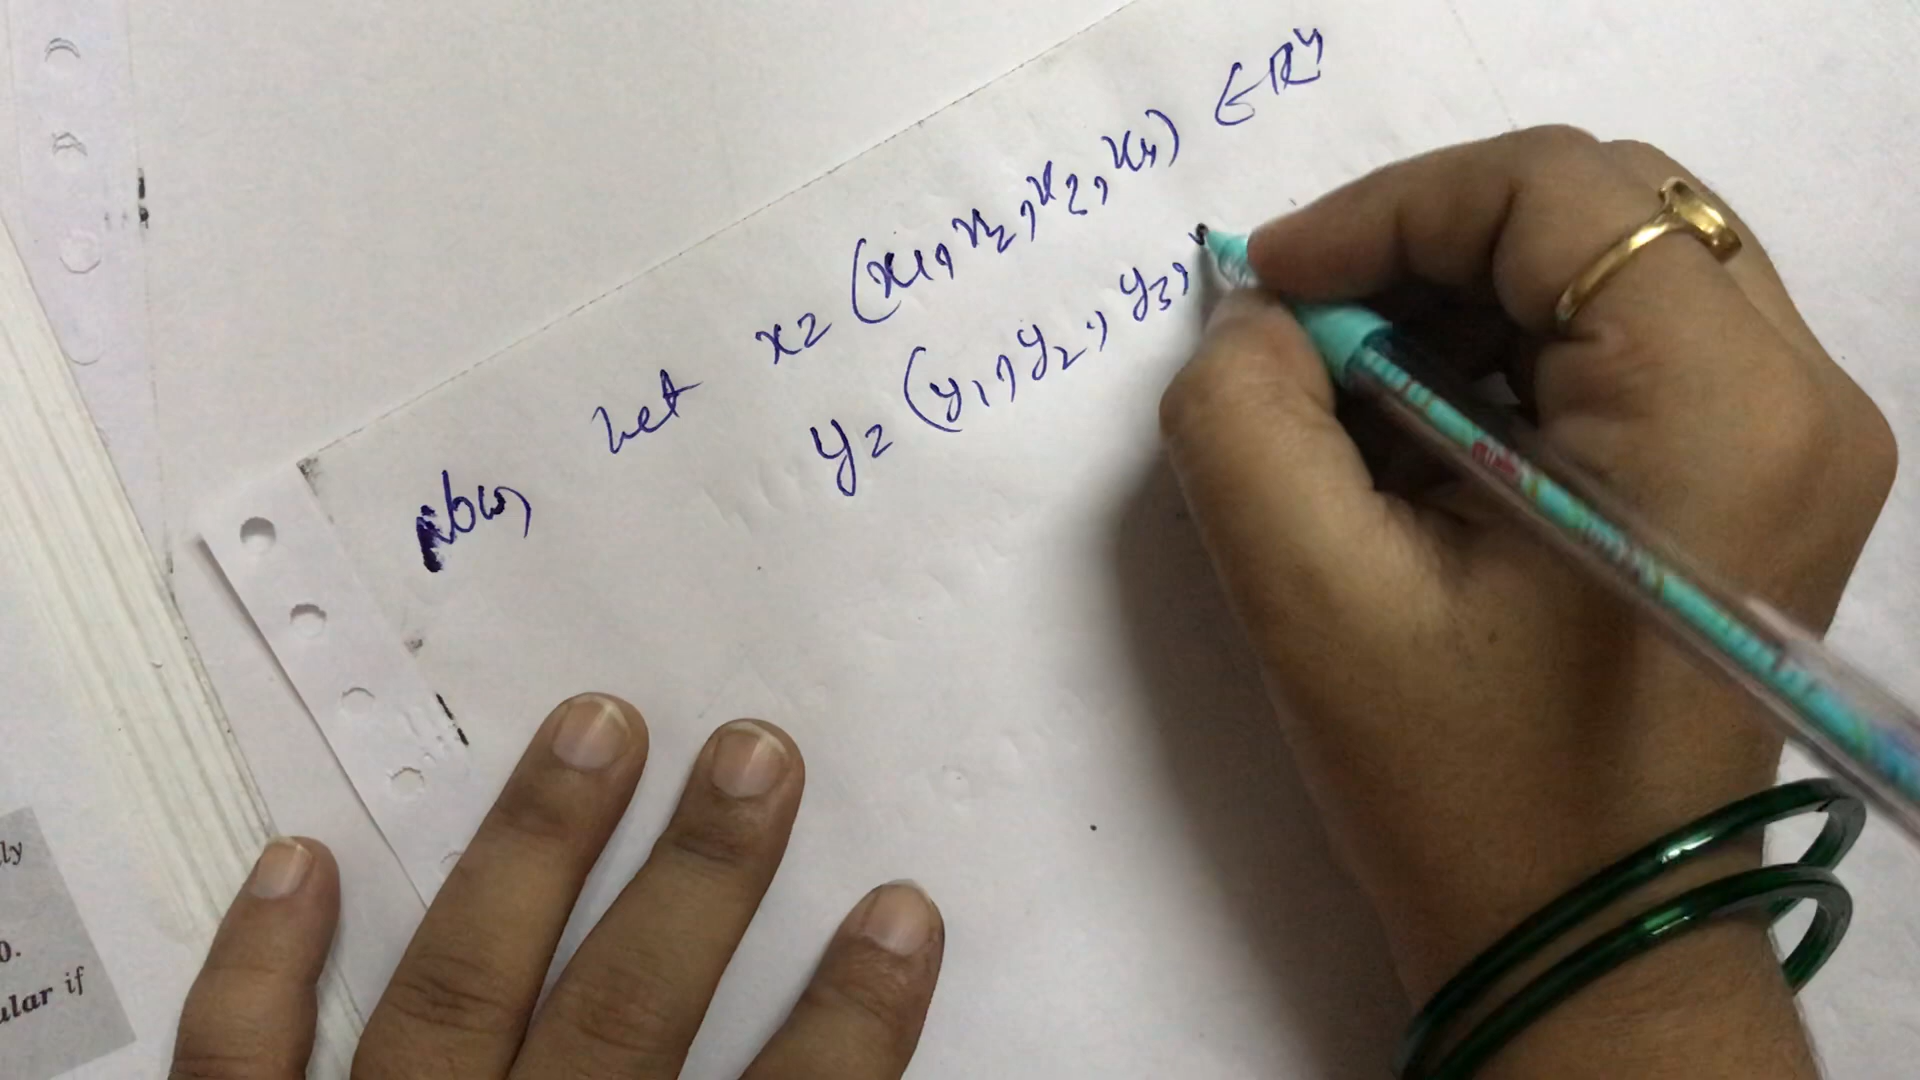 Now, Let x = (x1, x2, x2, x4) ∈ R4
y = (y1, y2, y3,
ly
0.
ular if